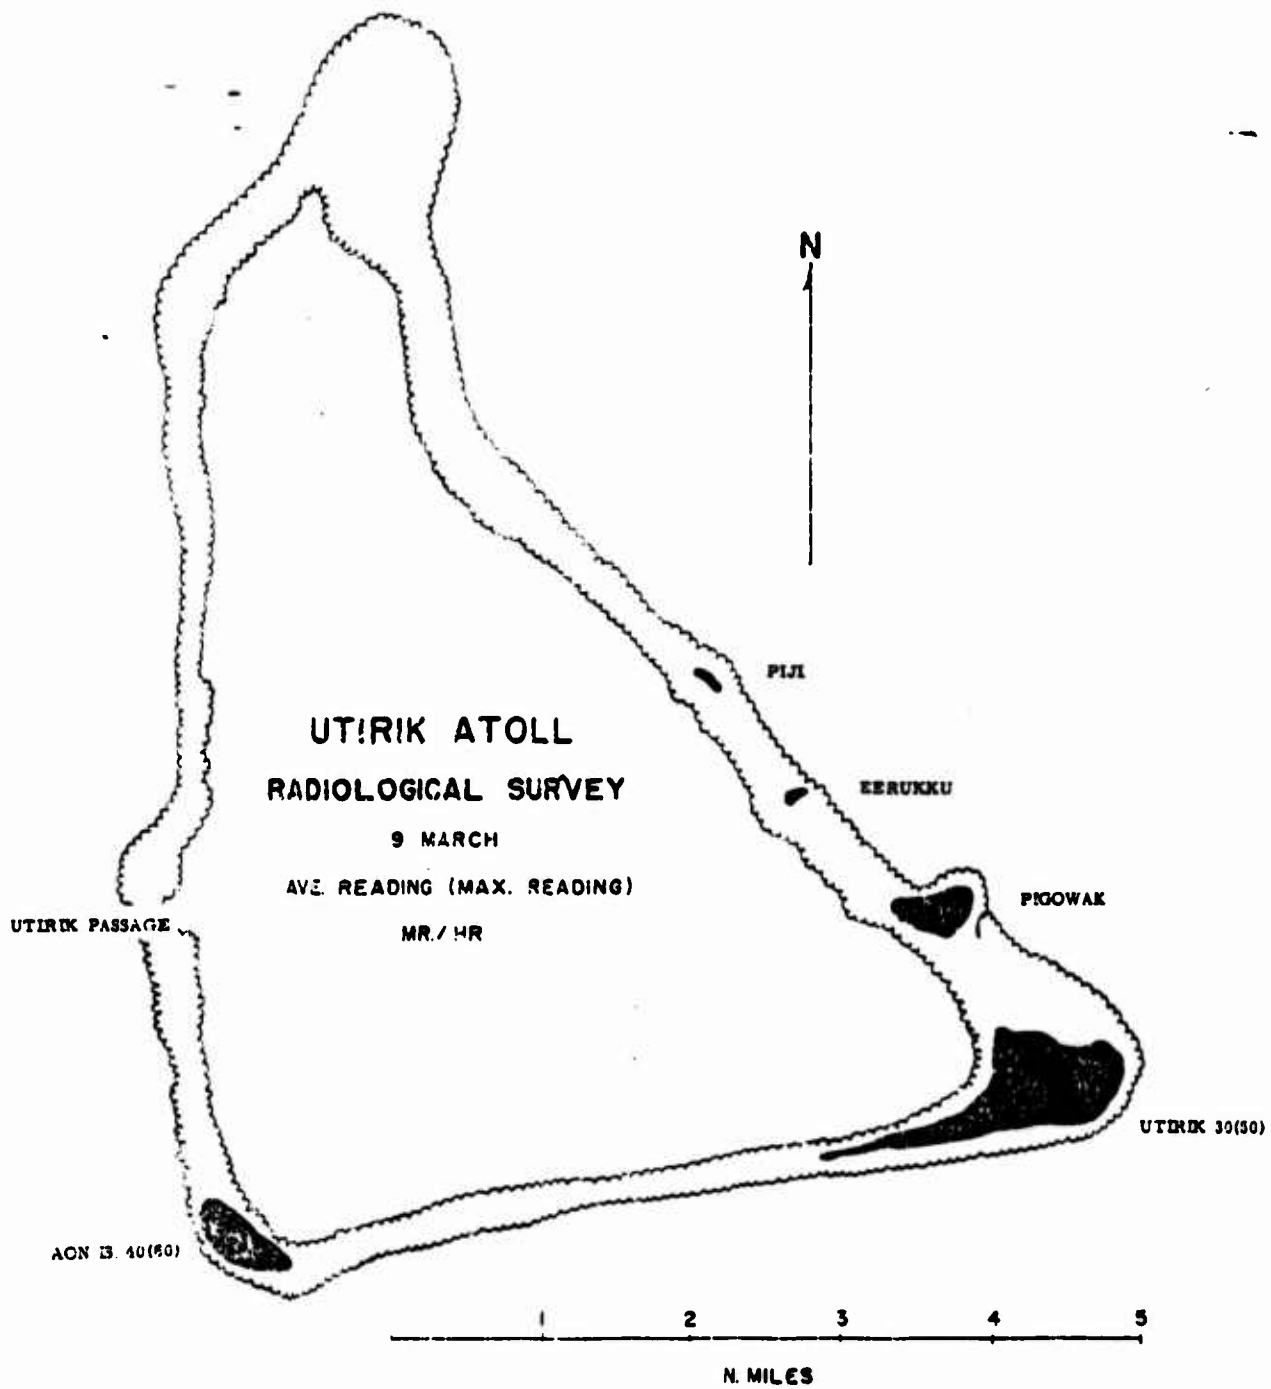 N
PIJI
UTIRIK ATOLL
RADIOLOGICAL SURVEY
EERUKKU
9 MARCH
AVE. READING (MAX. READING)
PIGOWAK
UTIRIK PASSAGE
MR./HR
UTIRIK 30(50)
AON IS. 40(60)
1 2 3 4 5
N. MILES